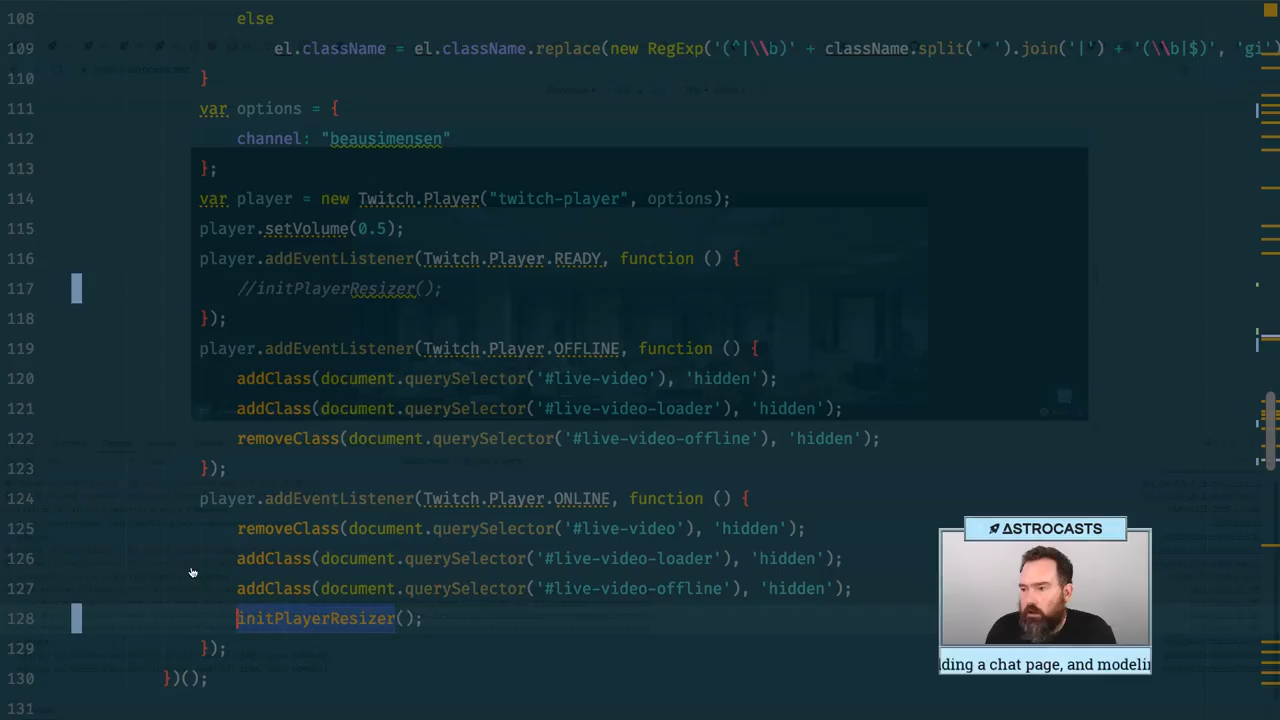 108 else
109 el.className = el.className.replace(new RegExp('(^|\\b)' + className.split(' ').join('|') + '(\\b|$)', 'gi')
110 }
111 var options = {
112 channel: "beausimensen"
113 };
114 var player = new Twitch.Player("twitch-player", options);
115 player.setVolume(0.5);
116 player.addEventListener(Twitch.Player.READY, function () {
117 //initPlayerResizer();
118 });
119 player.addEventListener(Twitch.Player.OFFLINE, function () {
120 addClass(document.querySelector('#live-video'), 'hidden');
121 addClass(document.querySelector('#live-video-loader'), 'hidden');
122 removeClass(document.querySelector('#live-video-offline'), 'hidden');
123 });
124 player.addEventListener(Twitch.Player.ONLINE, function () {
125 removeClass(document.querySelector('#live-video'), 'hidden');
126 addClass(document.querySelector('#live-video-loader'), 'hidden');
127 addClass(document.querySelector('#live-video-offline'), 'hidden');
128 initPlayerResizer();
129 });
130 })();
131
ASTROCASTS
ding a chat page, and modelin